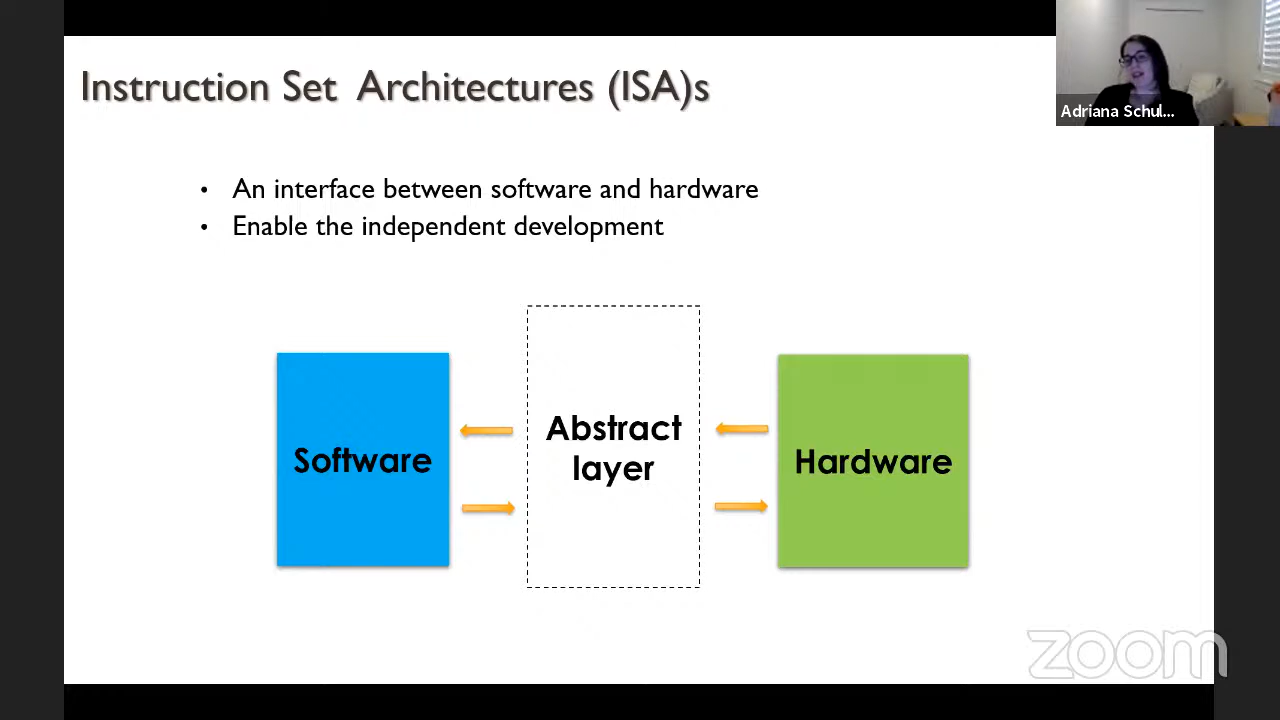 Instruction Set Architectures (ISA)s
Adriana Schul...
• An interface between software and hardware
• Enable the independent development
Software
Abstract
layer
Hardware
zoom